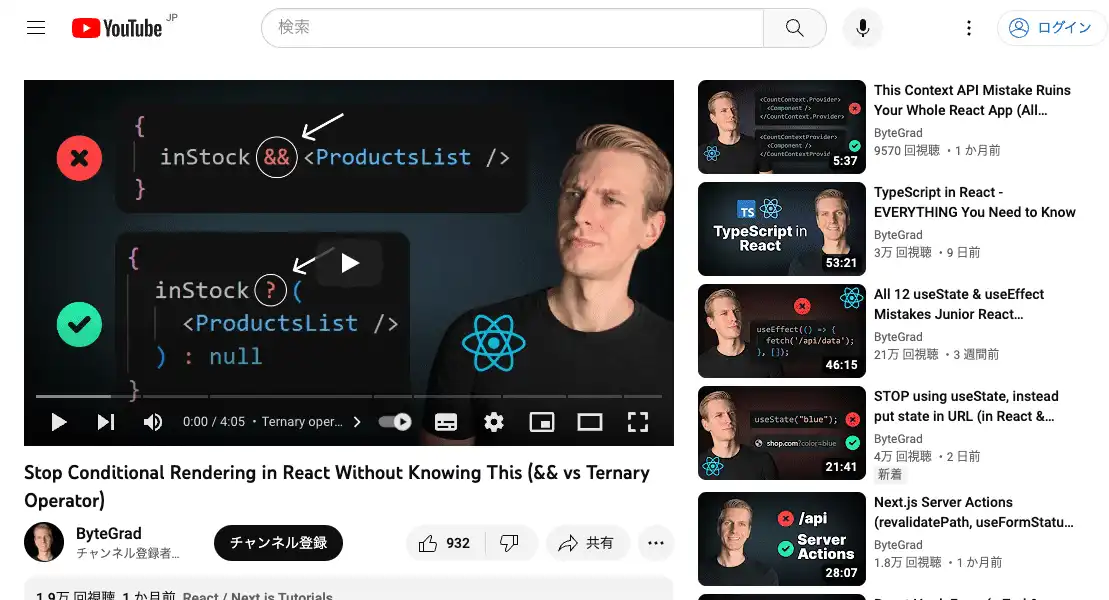 YouTube JP
検索
ログイン
{
inStock && <ProductsList />
}
{
inStock ? (
<ProductsList />
) : null
}
0:00 / 4:05 • Ternary oper...
Stop Conditional Rendering in React Without Knowing This (&& vs Ternary
Operator)
ByteGrad
チャンネル登録者...
チャンネル登録
932
共有
1.9万 回視聴 1 か月前 React / Next.js Tutorials
<CountContext.Provider>
<Component />
</CountContext.Provider>
<CountContextProvider>
<Component />
</CountContextProvid
5:37
This Context API Mistake Ruins
Your Whole React App (All...
ByteGrad
9570 回視聴 • 1 か月前
TS
TypeScript in
React
53:21
TypeScript in React -
EVERYTHING You Need to Know
ByteGrad
3万 回視聴 • 9 日前
useEffect(() => {
fetch('/api/data');
}, []);
46:15
All 12 useState & useEffect
Mistakes Junior React...
ByteGrad
21万 回視聴 • 3 週間前
useState("blue");
shop.com?color=blue
21:41
STOP using useState, instead
put state in URL (in React &...
ByteGrad
4万 回視聴 • 2 日前
新着
/api
Server
Actions
28:07
Next.js Server Actions
(revalidatePath, useFormStatu...
ByteGrad
1.8万 回視聴 • 1 か月前